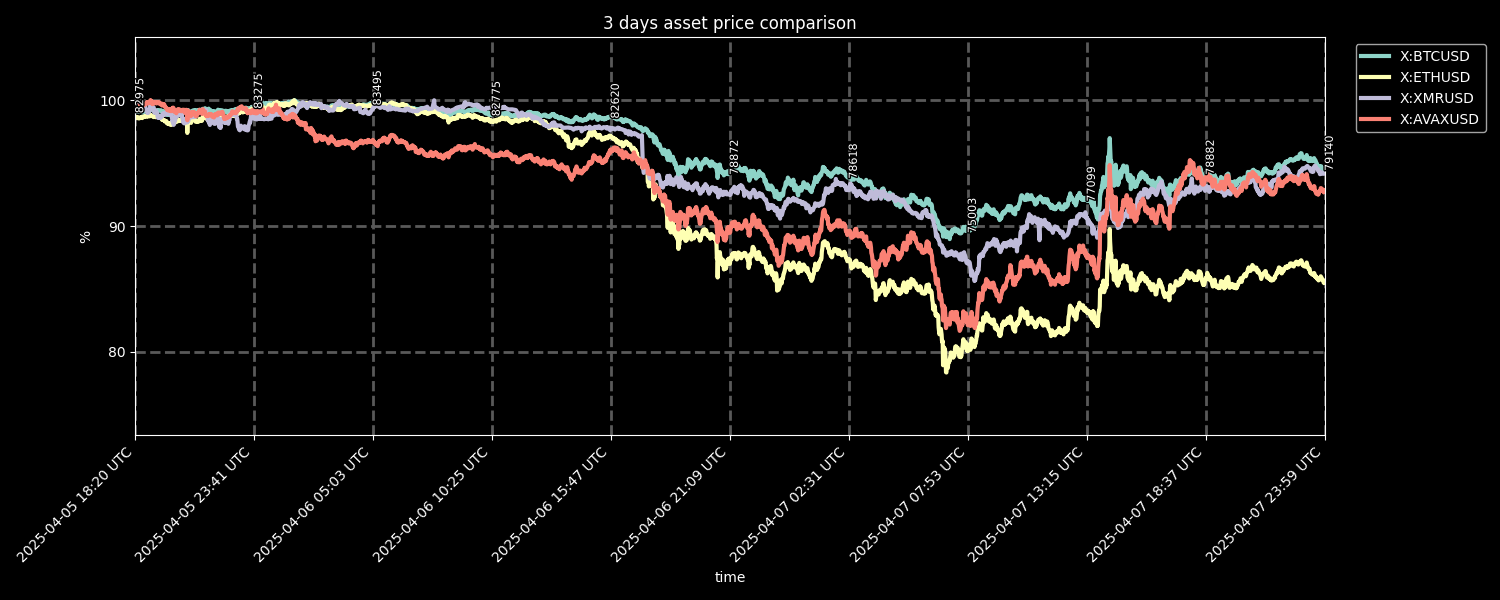 3 days asset price comparison
X:BTCUSD
X:ETHUSD
X:XMRUSD
X:AVAXUSD
%
100
90
80
82975
83275
83495
82775
82620
78872
78618
75003
77099
78882
79140
2025-04-05 18:20 UTC
2025-04-05 23:41 UTC
2025-04-06 05:03 UTC
2025-04-06 10:25 UTC
2025-04-06 15:47 UTC
2025-04-06 21:09 UTC
2025-04-07 02:31 UTC
2025-04-07 07:53 UTC
2025-04-07 13:15 UTC
2025-04-07 18:37 UTC
2025-04-07 23:59 UTC
time